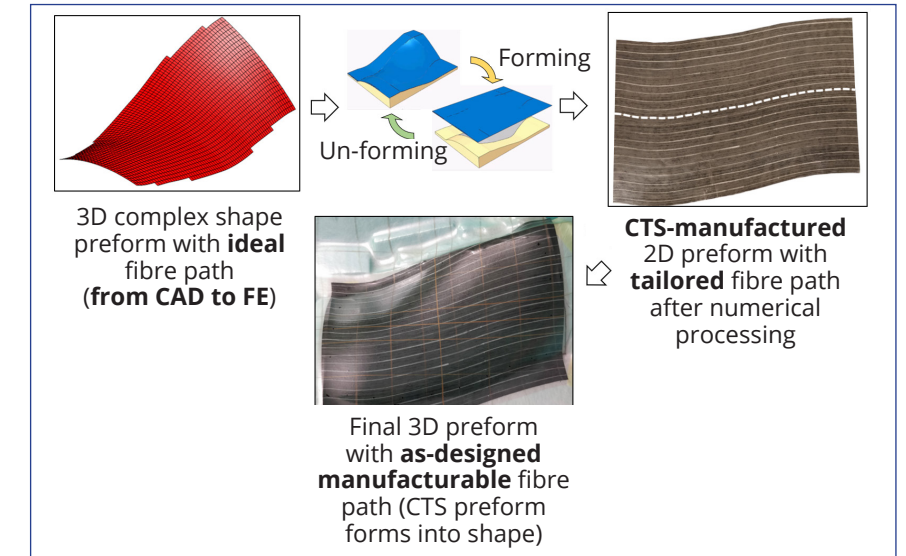 Forming
Un-forming
3D complex shape
preform with ideal
fibre path
(from CAD to FE)
CTS-manufactured
2D preform with
tailored fibre path
after numerical
processing
Final 3D preform
with as-designed
manufacturable fibre
path (CTS preform
forms into shape)